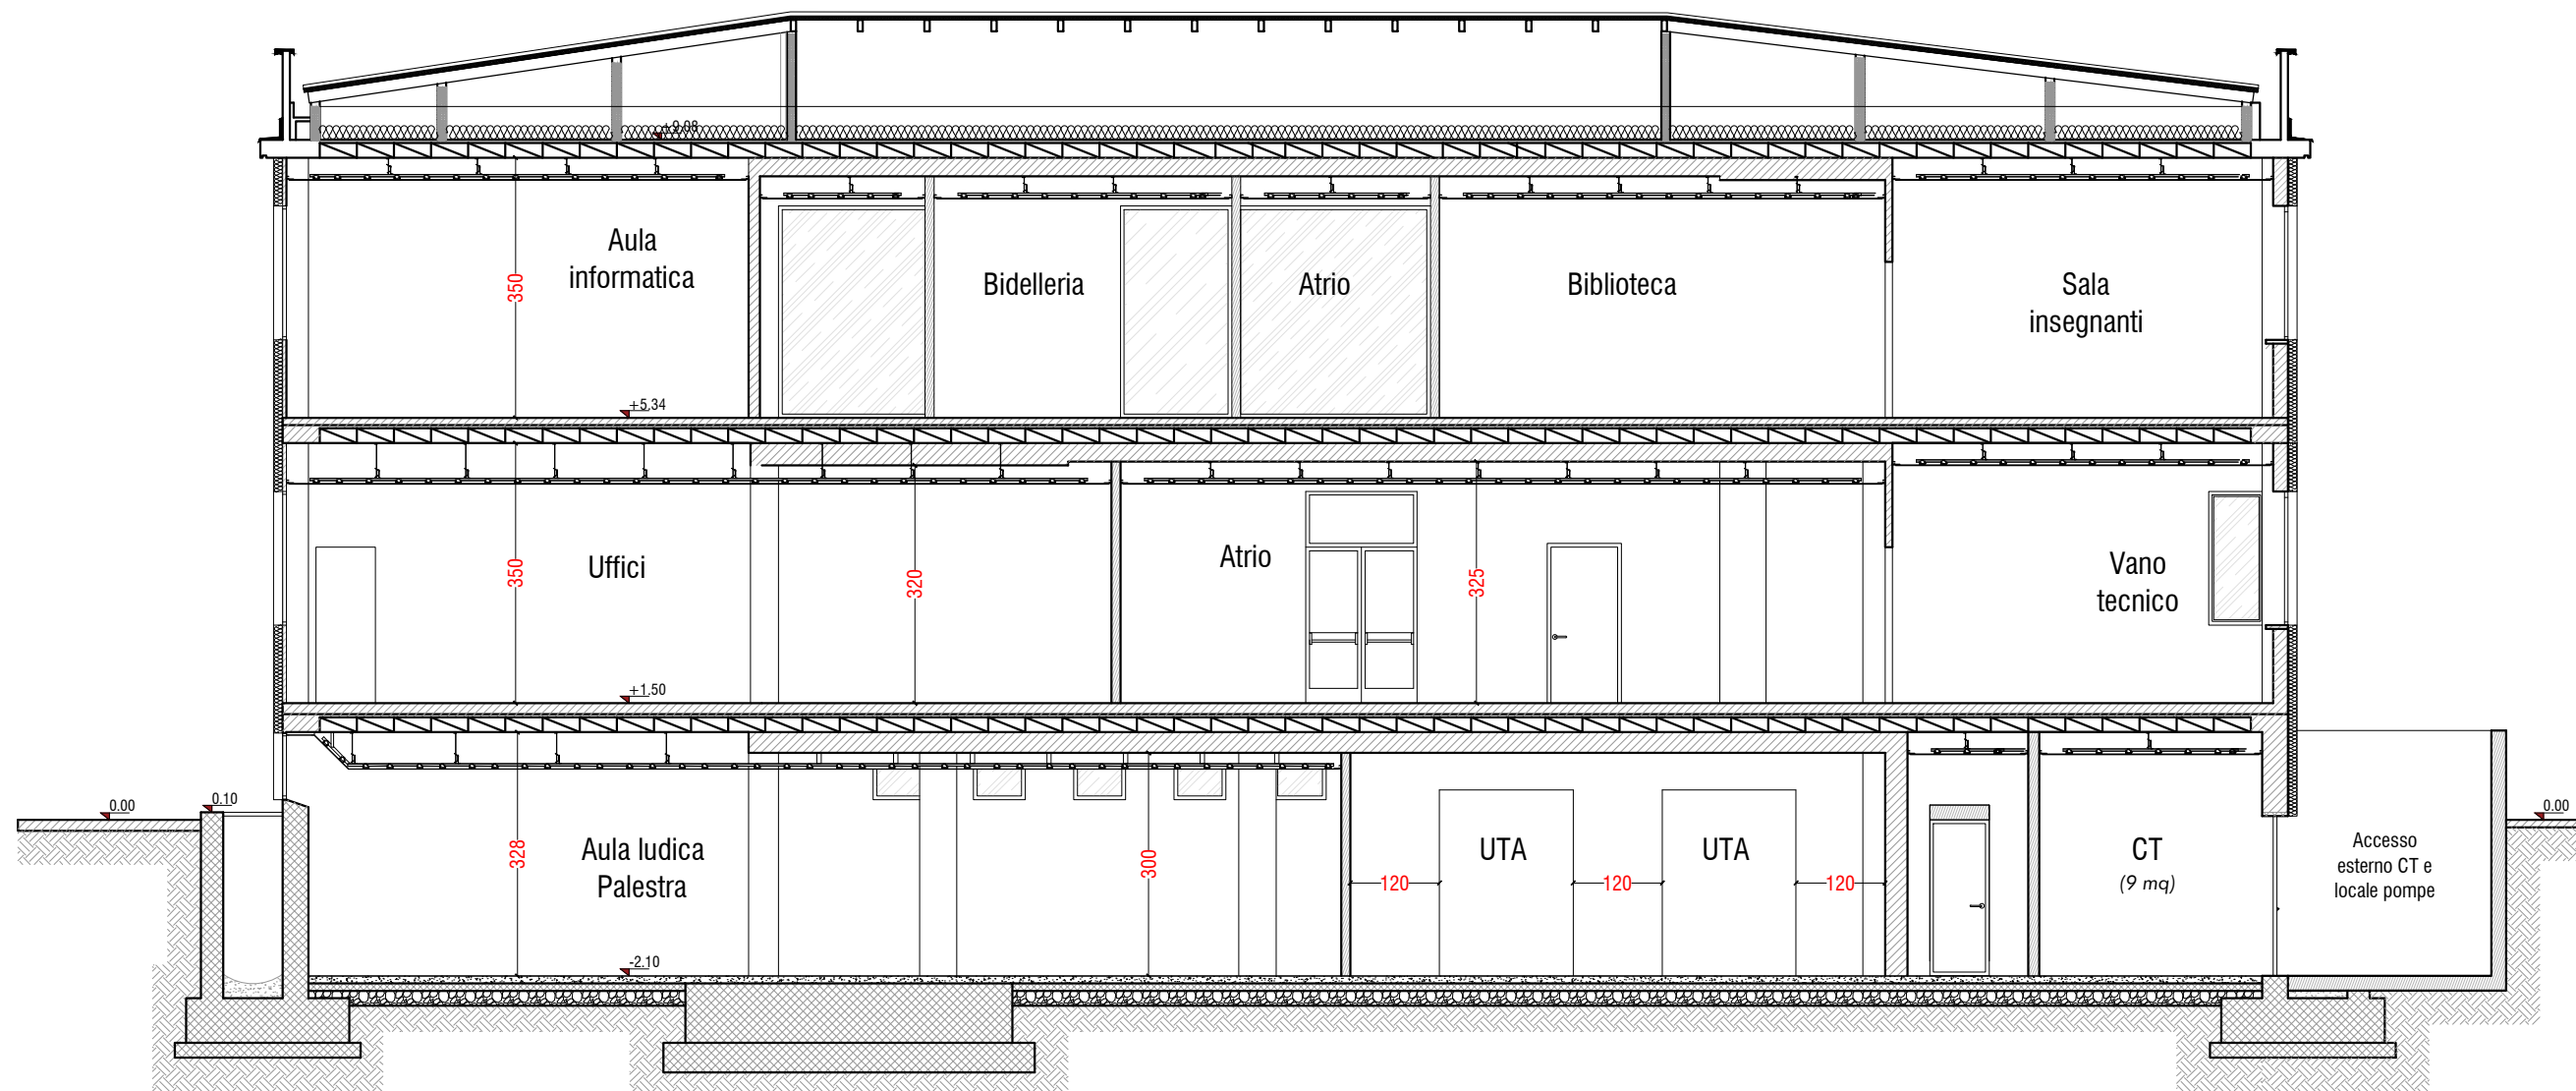 +9.08
Aula
informatica
350
Bidelleria
Atrio
Biblioteca
Sala
insegnanti
+5.34
Uffici
350
320
Atrio
325
Vano
tecnico
+1.50
0.00
0.10
Aula ludica
Palestra
328
300
UTA
UTA
120
120
120
CT
(9 mq)
Accesso
esterno CT e
locale pompe
0.00
-2.10